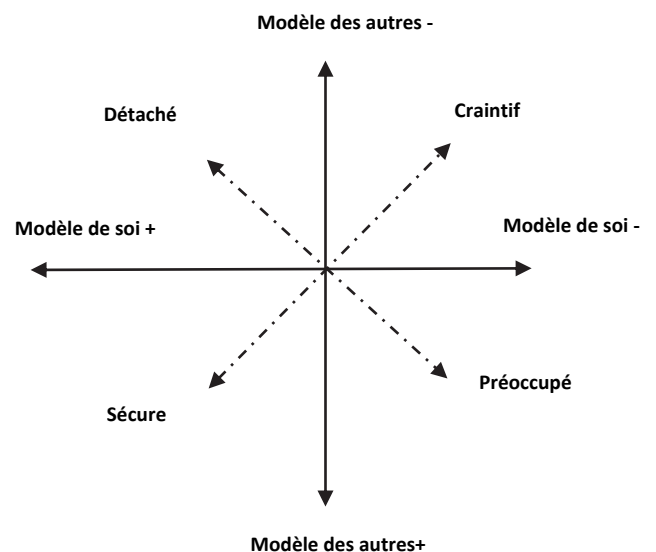 Modèle des autres -
Détaché
Craintif
Modèle de soi +
Modèle de soi -
Préoccupé
Sécure
Modèle des autres+